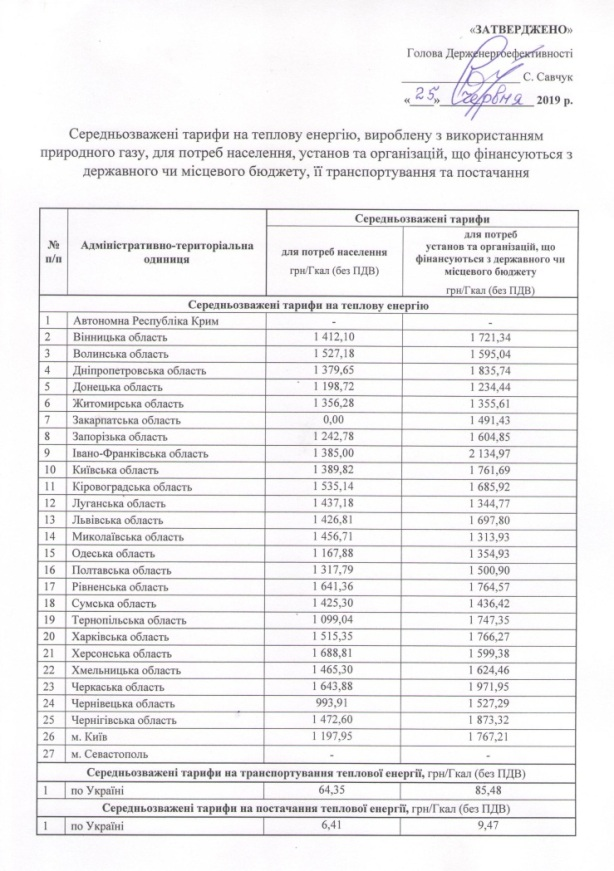 «ЗАТВЕРДЖЕНО»
Голова Держенергоефективності
С. Савчук
«25» червня 2019 р.
Середньозважені тарифи на теплову енергію, вироблену з використанням
природного газу, для потреб населення, установ та організацій, що фінансуються з
державного чи місцевого бюджету, її транспортування та постачання
№ п/п
Адміністративно-територіальна одиниця
Середньозважені тарифи
для потреб населення
грн/Гкал (без ПДВ)
для потреб
установ та організацій, що
фінансуються з державного чи
місцевого бюджету
грн/Гкал (без ПДВ)
Середньозважені тарифи на теплову енергію
1 Автономна Республіка Крим - -
2 Вінницька область 1 412,10 1 721,34
3 Волинська область 1 527,18 1 595,04
4 Дніпропетровська область 1 379,65 1 835,74
5 Донецька область 1 198,72 1 234,44
6 Житомирська область 1 356,28 1 355,61
7 Закарпатська область 0,00 1 491,43
8 Запорізька область 1 242,78 1 604,85
9 Івано-Франківська область 1 385,00 2 134,97
10 Київська область 1 389,82 1 761,69
11 Кіровоградська область 1 535,14 1 685,92
12 Луганська область 1 437,18 1 344,77
13 Львівська область 1 426,81 1 697,80
14 Миколаївська область 1 456,71 1 313,93
15 Одеська область 1 167,88 1 354,93
16 Полтавська область 1 317,79 1 500,90
17 Рівненська область 1 641,36 1 764,57
18 Сумська область 1 425,30 1 436,42
19 Тернопільська область 1 099,04 1 747,35
20 Харківська область 1 515,35 1 766,27
21 Херсонська область 1 688,81 1 599,38
22 Хмельницька область 1 465,30 1 624,46
23 Черкаська область 1 643,88 1 971,95
24 Чернівецька область 993,91 1 527,29
25 Чернігівська область 1 472,60 1 873,32
26 м. Київ 1 197,95 1 767,21
27 м. Севастополь - -
Середньозважені тарифи на транспортування теплової енергії, грн/Гкал (без ПДВ)
1 по Україні 64,35 85,48
Середньозважені тарифи на постачання теплової енергії, грн/Гкал (без ПДВ)
1 по Україні 6,41 9,47